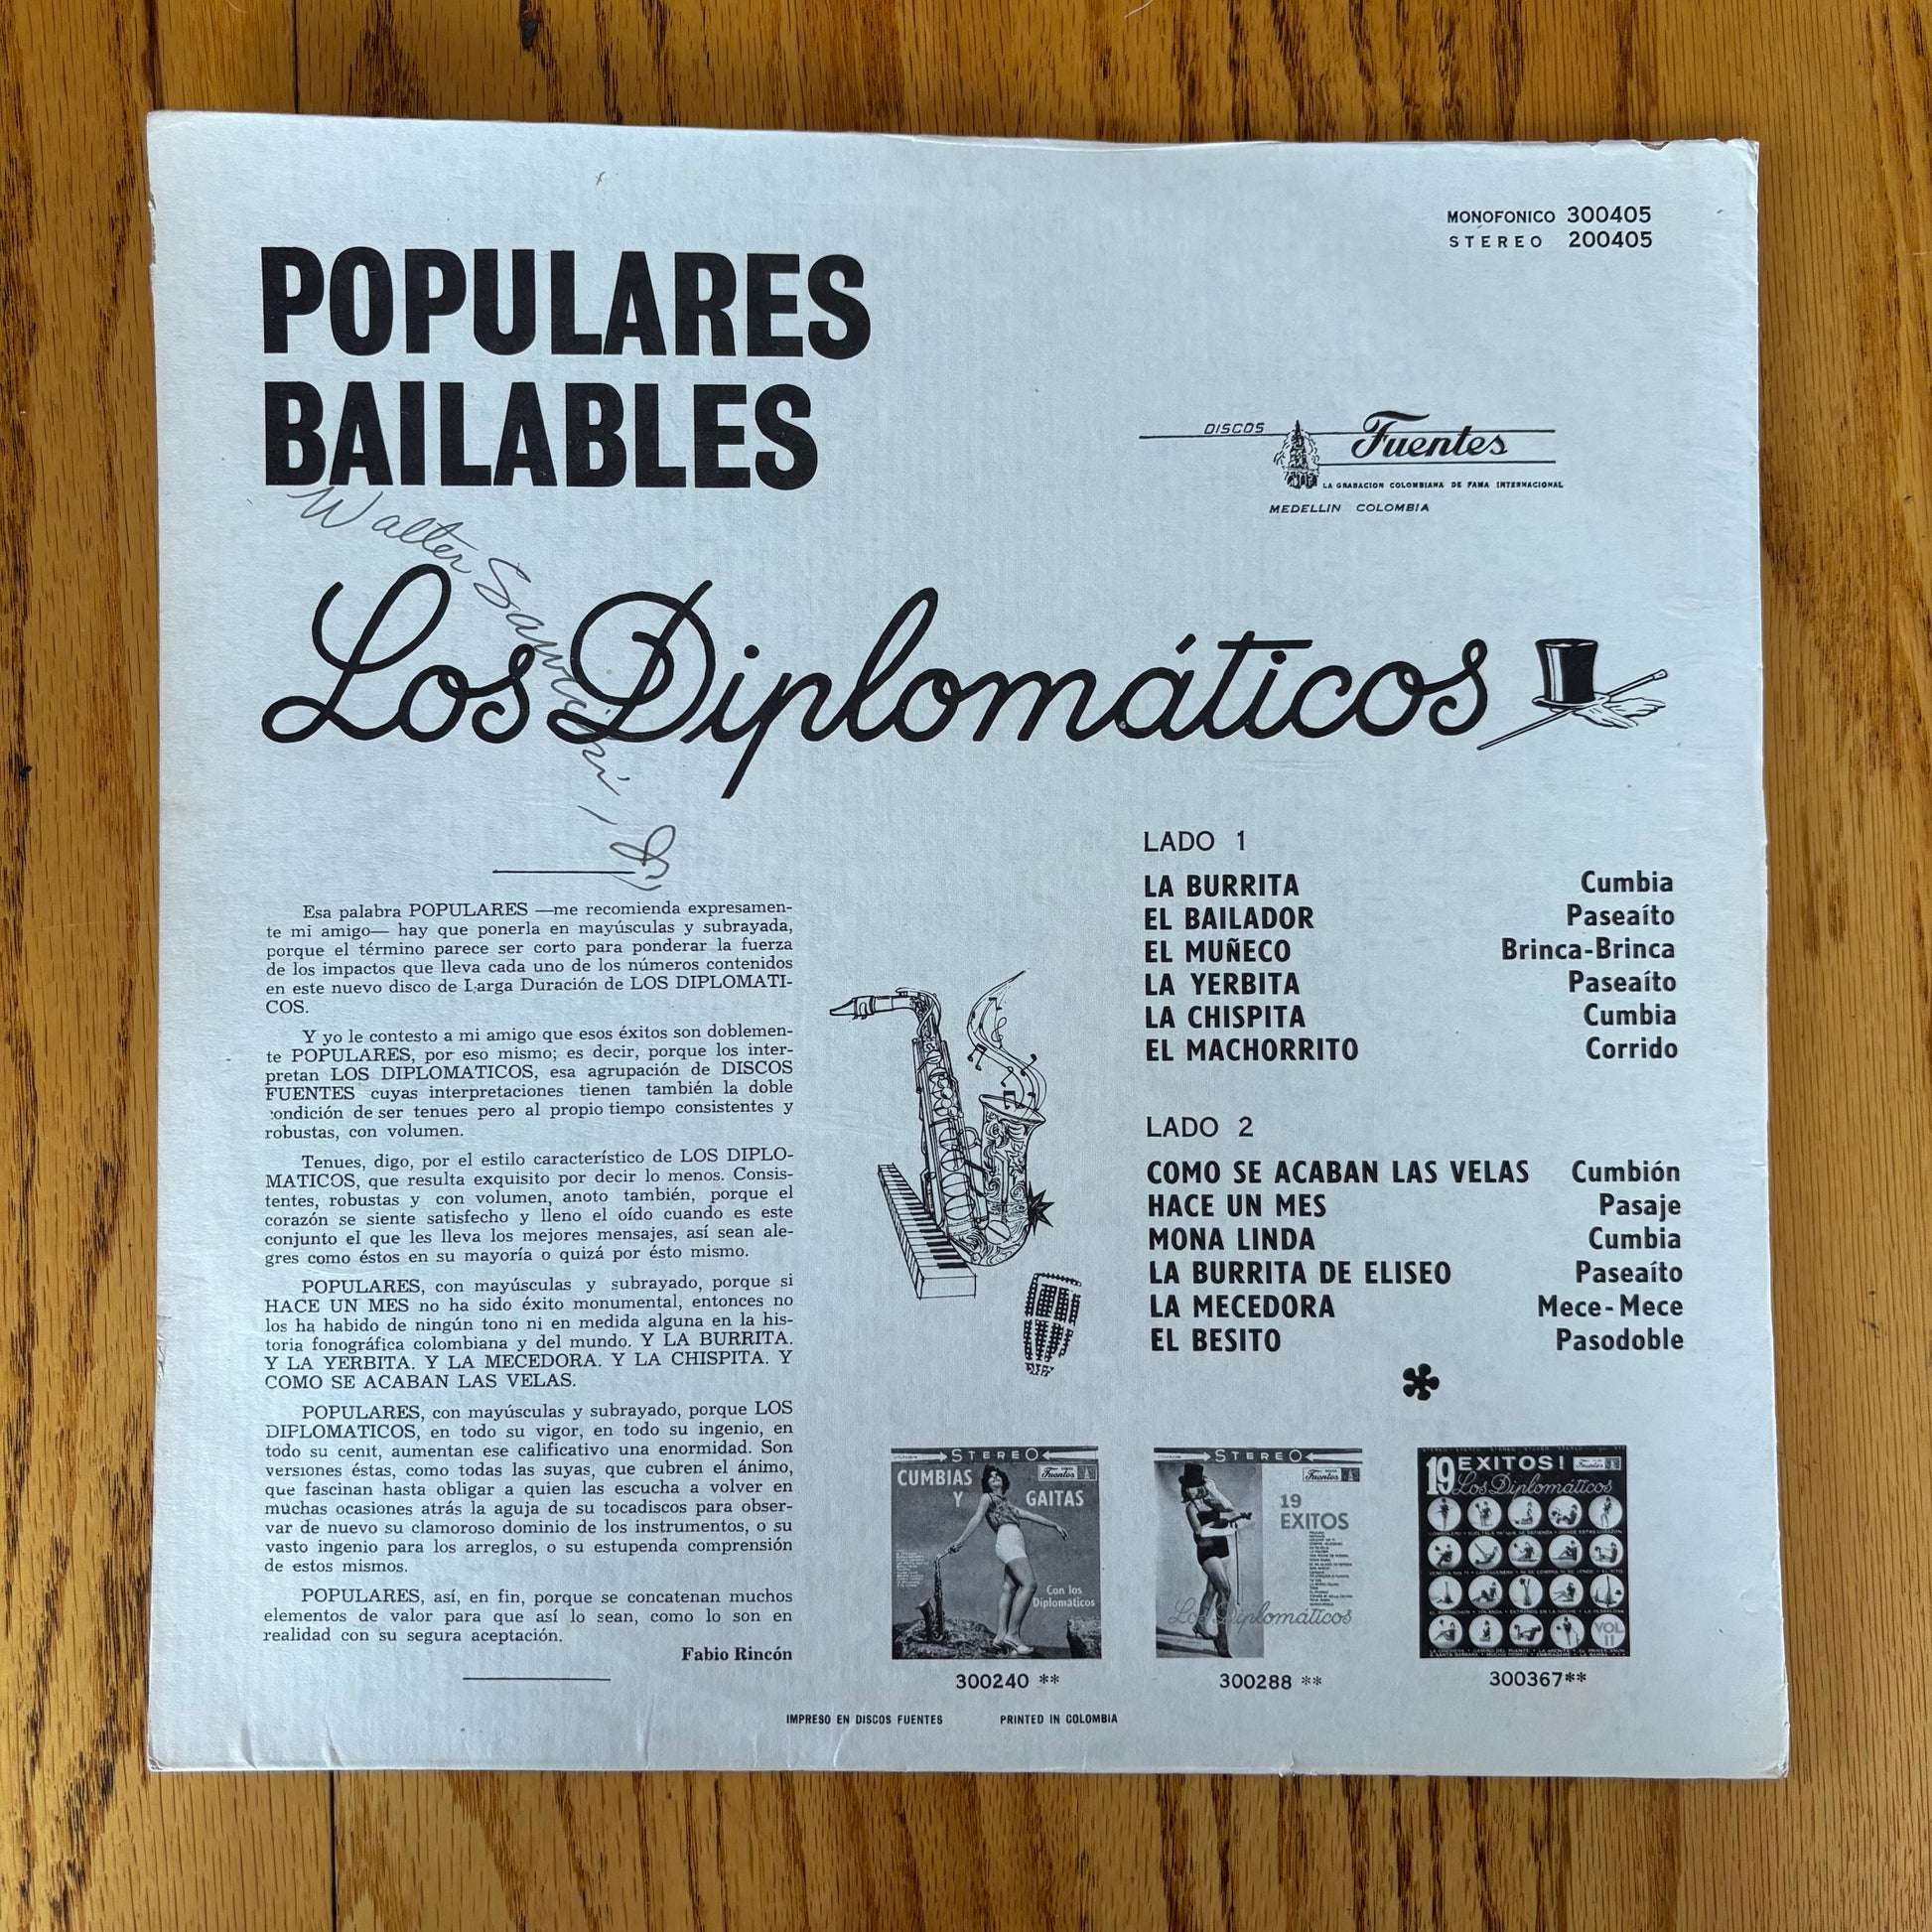 MONOFONICO 300405
STEREO 200405
POPULARES
BAILABLES
DISCOS Fuentes
LA GRABACION COLOMBIANA DE FAMA INTERNACIONAL
MEDELLIN COLOMBIA
Walter
Los Diplomáticos
Esa palabra POPULARES —me recomienda expresamen-
te mi amigo— hay que ponerla en mayúsculas y subrayada,
porque el término parece ser corto para ponderar la fuerza
de los impactos que lleva cada uno de los números contenidos
en este nuevo disco de Larga Duración de LOS DIPLOMATI-
COS.
Y yo le contesto a mi amigo que esos éxitos son doblemen-
te POPULARES, por eso mismo; es decir, porque los inter-
pretan LOS DIPLOMATICOS, esa agrupación de DISCOS
FUENTES cuyas interpretaciones tienen también la doble
condición de ser tenues pero al propio tiempo consistentes y
robustas, con volumen.
Tenues, digo, por el estilo característico de LOS DIPLO-
MATICOS, que resulta exquisito por decir lo menos. Consis-
tentes, robustas y con volumen, anoto también, porque el
corazón se siente satisfecho y lleno el oído cuando es este
conjunto el que les lleva los mejores mensajes, así sean ale-
gres como éstos en su mayoría o quizá por ésto mismo.
POPULARES, con mayúsculas y subrayado, porque si
HACE UN MES no ha sido éxito monumental, entonces no
los ha habido de ningún tono ni en medida alguna en la his-
toria fonográfica colombiana y del mundo. Y LA BURRITA.
Y LA YERBITA. Y LA MECEDORA. Y LA CHISPITA. Y
COMO SE ACABAN LAS VELAS.
POPULARES, con mayúsculas y subrayado, porque LOS
DIPLOMATICOS, en todo su vigor, en todo su ingenio, en
todo su cenit, aumentan ese calificativo una enormidad. Son
versiones éstas, como todas las suyas, que cubren el ánimo,
que fascinan hasta obligar a quien las escucha a volver en
muchas ocasiones atrás la aguja de su tocadiscos para obser-
var de nuevo su clamoroso dominio de los instrumentos, o su
vasto ingenio para los arreglos, o su estupenda comprensión
de estos mismos.
POPULARES, así, en fin, porque se concatenan muchos
elementos de valor para que así lo sean, como lo son en
realidad con su segura aceptación.
Fabio Rincón
LADO 1
LA BURRITA Cumbia
EL BAILADOR Paseaíto
EL MUÑECO Brinca-Brinca
LA YERBITA Paseaíto
LA CHISPITA Cumbia
EL MACHORRITO Corrido
LADO 2
COMO SE ACABAN LAS VELAS Cumbión
HACE UN MES Pasaje
MONA LINDA Cumbia
LA BURRITA DE ELISEO Paseaíto
LA MECEDORA Mece-Mece
EL BESITO Pasodoble
STEREO
CUMBIAS
Y GAITAS
Fuentes
Con los
Diplomáticos
300240 **
STEREO
Fuentes
19
EXITOS
Los Diplomáticos
300288 **
19 EXITOS!
Los Diplomáticos
VOL.
II
300367**
IMPRESO EN DISCOS FUENTES PRINTED IN COLOMBIA